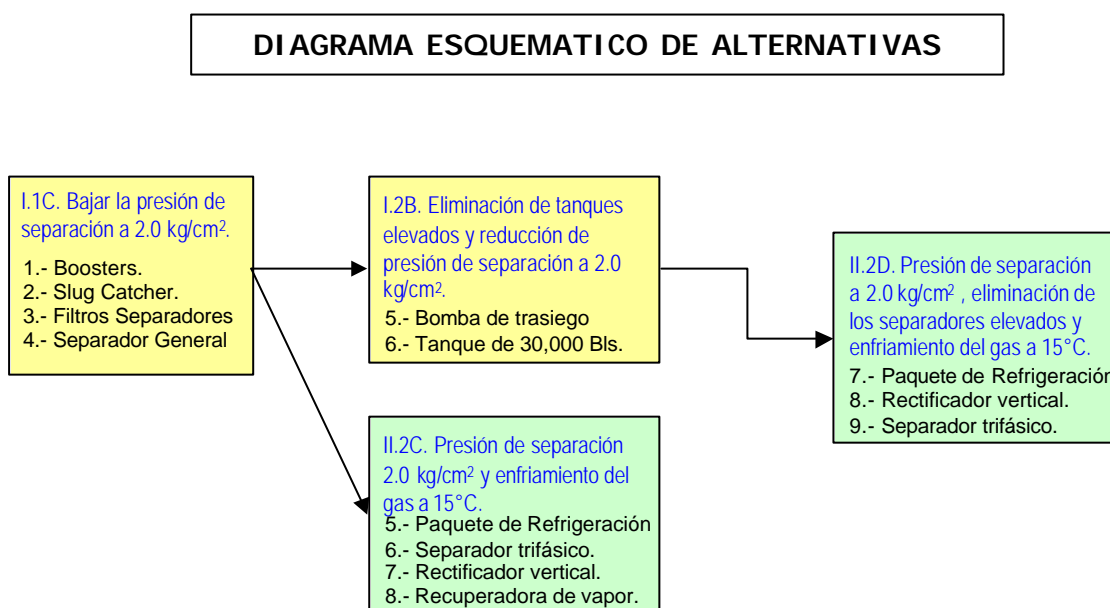 DIAGRAMA ESQUEMATICO DE ALTERNATIVAS
I.1C. Bajar la presión de
separación a 2.0 kg/cm².
1.- Boosters.
2.- Slug Catcher.
3.- Filtros Separadores
4.- Separador General
I.2B. Eliminación de tanques
elevados y reducción de
presión de separación a 2.0
kg/cm².
5.- Bomba de trasiego
6.- Tanque de 30,000 Bls.
II.2C. Presión de separación
2.0 kg/cm² y enfriamiento del
gas a 15°C.
5.- Paquete de Refrigeración
6.- Separador trifásico.
7.- Rectificador vertical.
8.- Recuperadora de vapor.
II.2D. Presión de separación
a 2.0 kg/cm² , eliminación de
los separadores elevados y
enfriamiento del gas a 15°C.
7.- Paquete de Refrigeración
8.- Rectificador vertical.
9.- Separador trifásico.